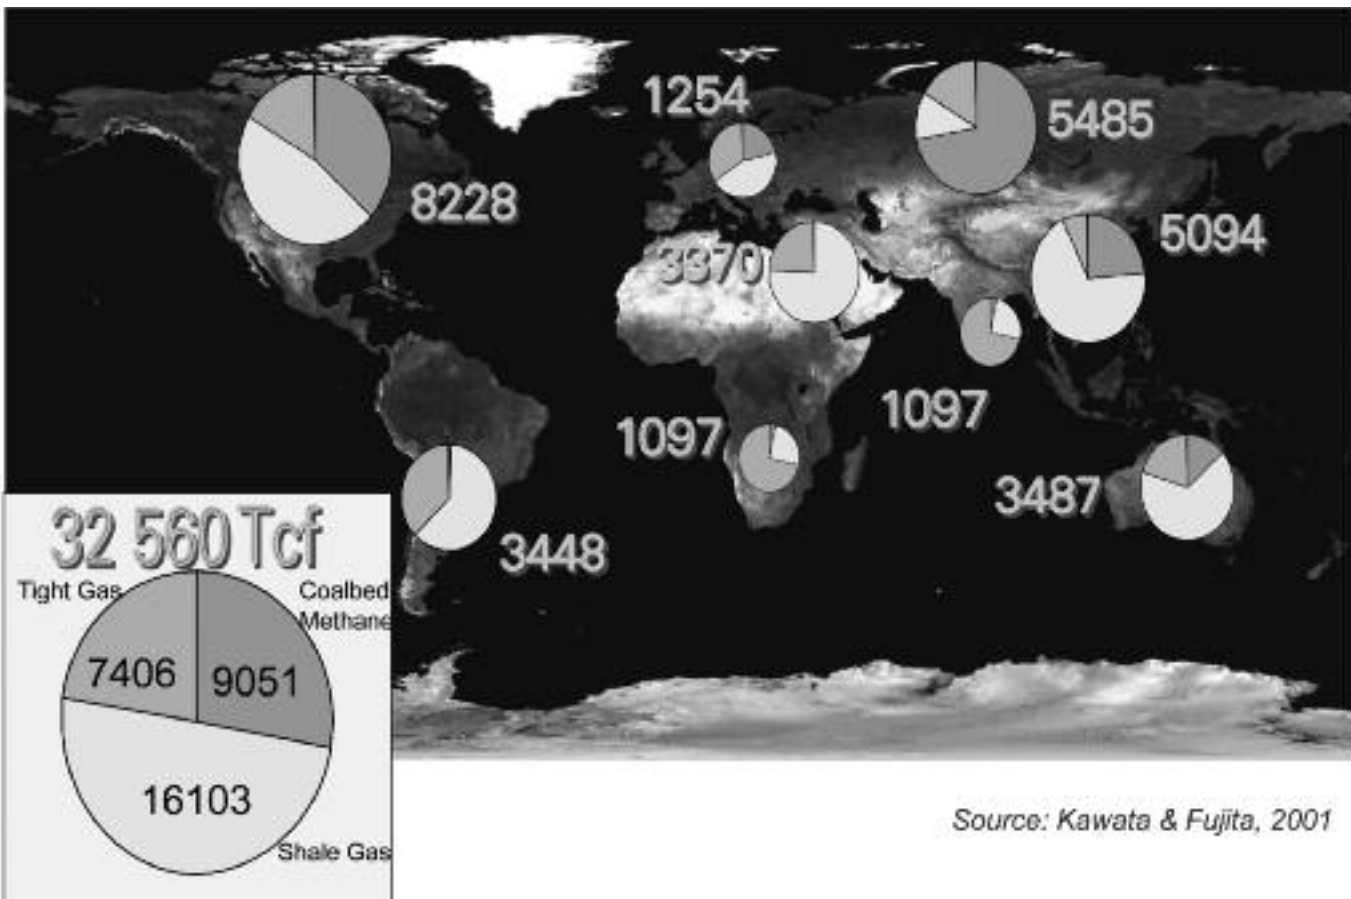 1254
5485
8228
5094
3370
1097
1097
3487
3448
32 560 Tcf
Tight Gas
Coalbed
Methane
7406
9051
16103
Shale Gas
Source: Kawata & Fujita, 2001